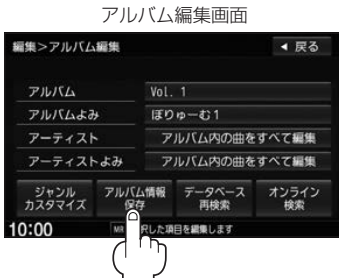 アルバム編集画面
編集>アルバム編集
◀ 戻る
アルバム Vol. 1
アルバムよみ ぼりゅーむ1
アーティスト アルバム内の曲をすべて編集
アーティストよみ アルバム内の曲をすべて編集
ジャンル
カスタマイズ
アルバム情報
保存
データベース
再検索
オンライン
検索
10:00 MR 択した項目を編集します